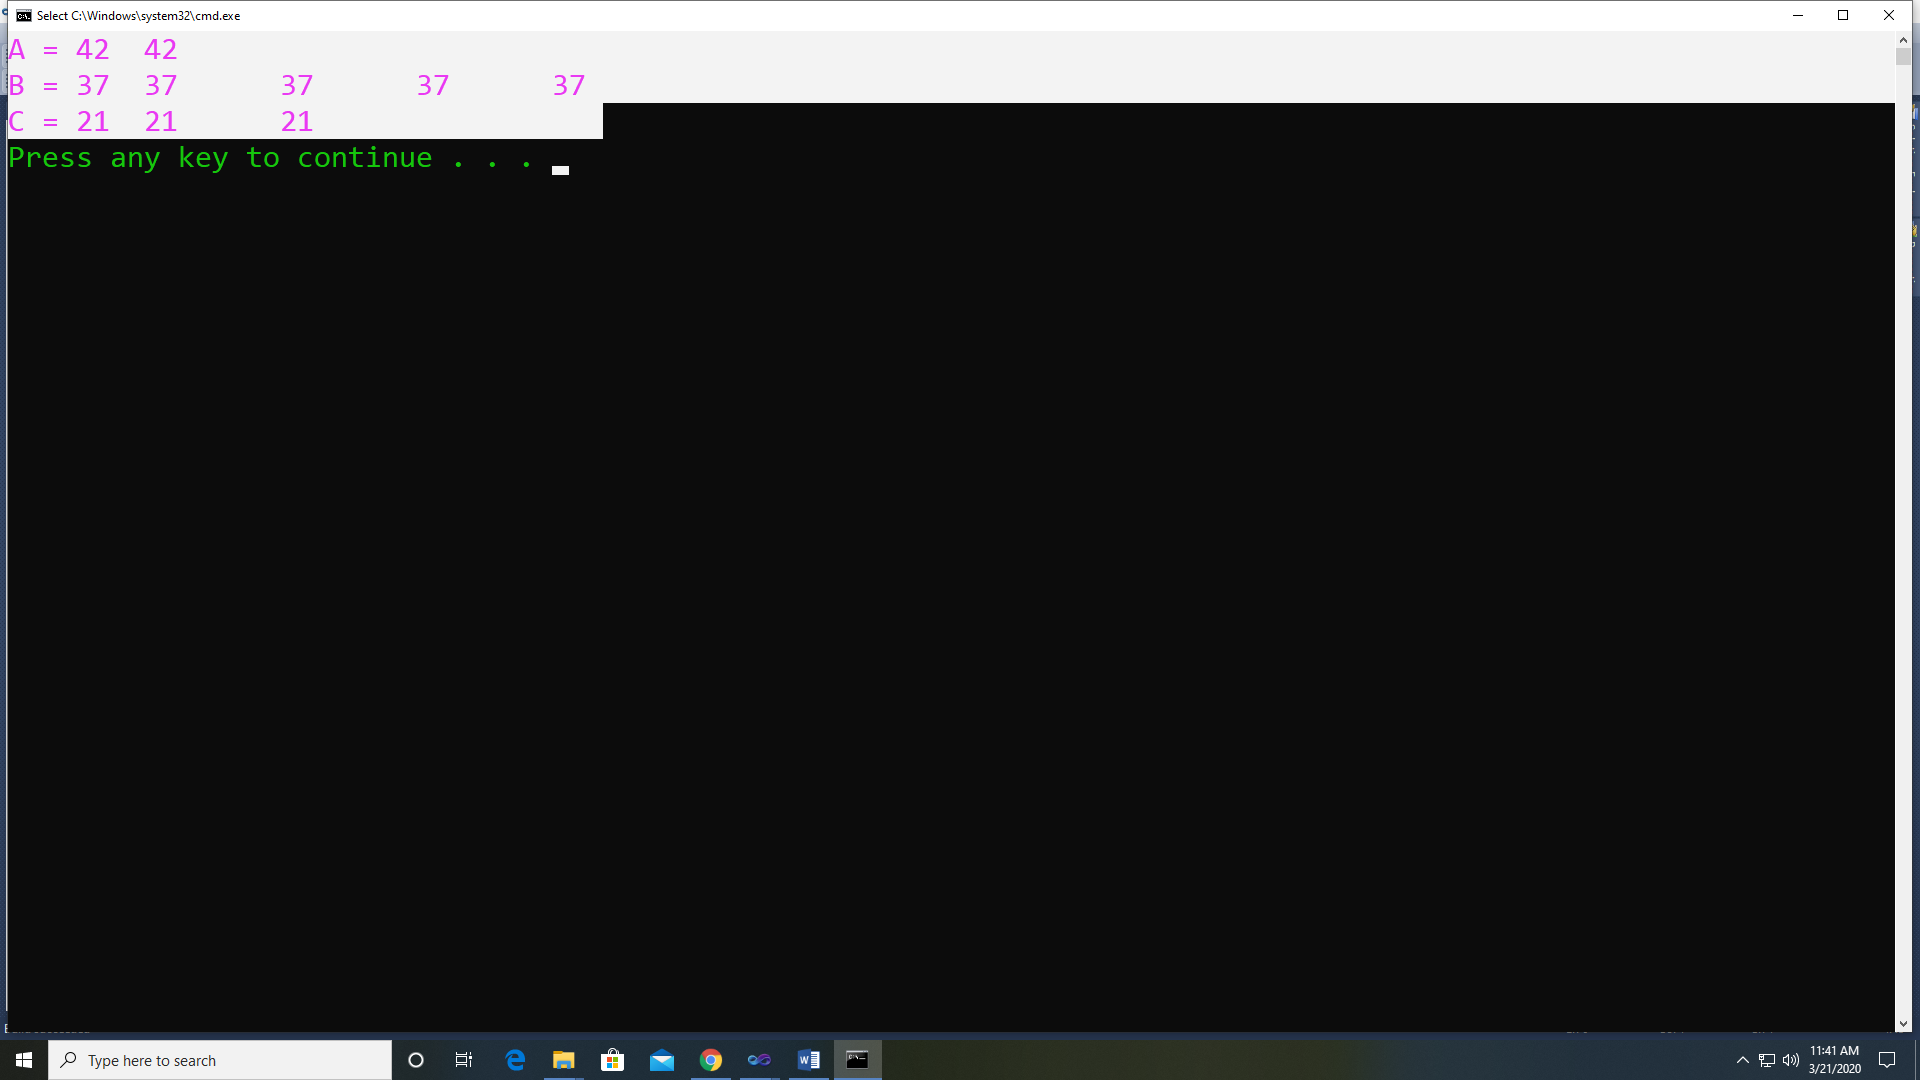 Select C:\Windows\system32\cmd.exe
A = 42  42
B = 37  37      37      37      37
C = 21  21      21
Press any key to continue . . .
Type here to search
11:41 AM
3/21/2020